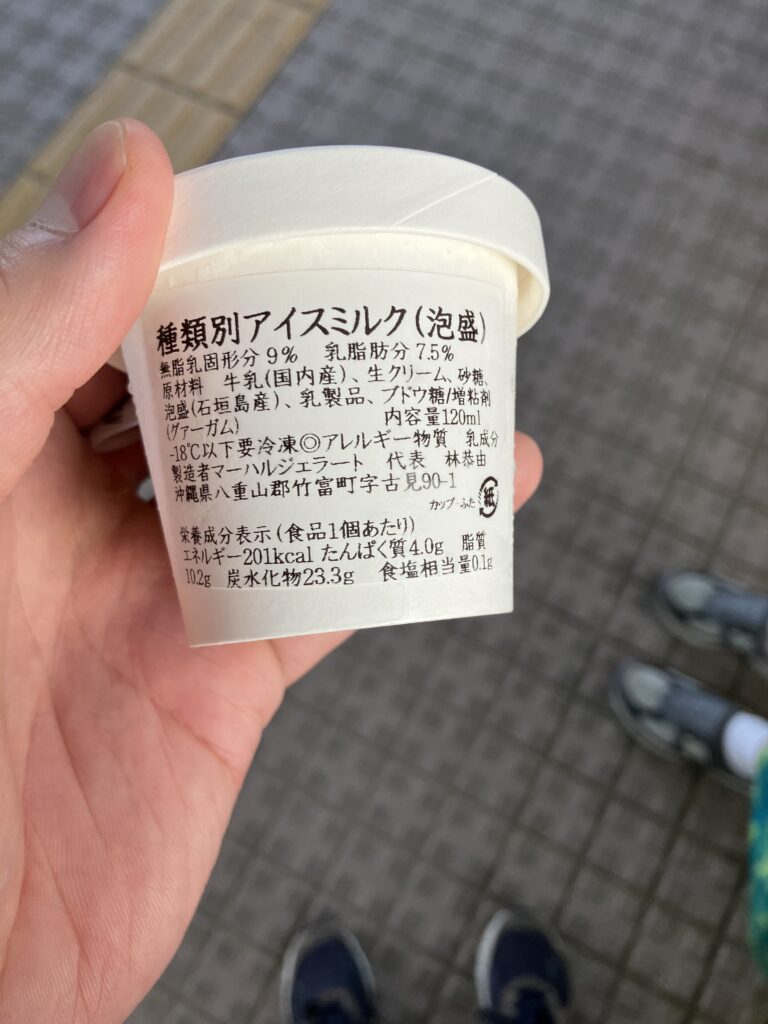 種類別アイスミルク(泡盛)
無脂乳固形分 9% 乳脂肪分 7.5%
原材料 牛乳(国内産)、生クリーム、砂糖、
泡盛(石垣島産)、乳製品、ブドウ糖/増粘剤
(グァーガム) 内容量120ml
-18℃以下要冷凍◎アレルギー物質 乳成分
製造者マーハルジェラート 代表 林恭由
沖縄県八重山郡竹富町字古見90-1
カップ・ふた 紙
栄養成分表示(食品1個あたり)
エネルギー201kcal たんぱく質4.0g 脂質
10.2g 炭水化物23.3g 食塩相当量0.1g